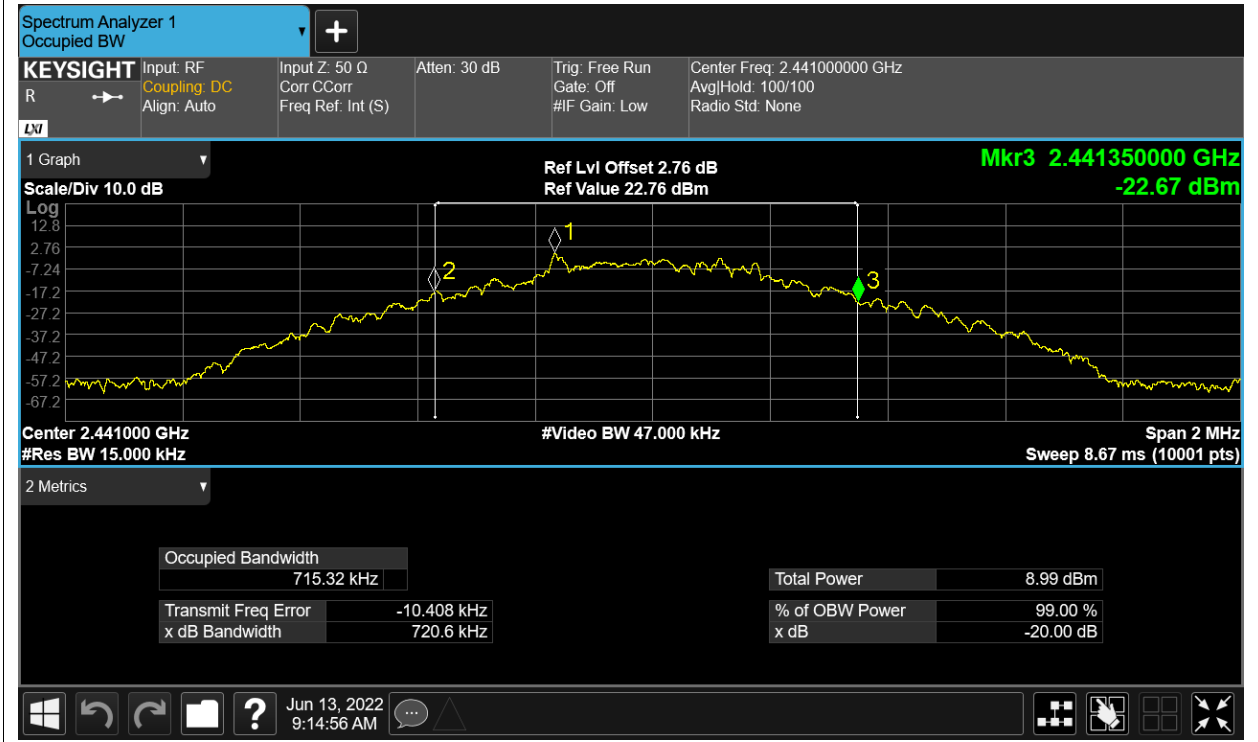 Spectrum Analyzer 1
Occupied BW
KEYSIGHT Input: RF Input Z: 50 Ω Atten: 30 dB Trig: Free Run Center Freq: 2.441000000 GHz
R Coupling: DC Corr CCorr Gate: Off Avg|Hold: 100/100
Align: Auto Freq Ref: Int (S) #IF Gain: Low Radio Std: None
LXI
1 Graph
Ref Lvl Offset 2.76 dB Mkr3 2.441350000 GHz
Scale/Div 10.0 dB Ref Value 22.76 dBm -22.67 dBm
Log
12.8
1
2.76
-7.24
2
3
-17.2
-27.2
-37.2
-47.2
-57.2
-67.2
Center 2.441000 GHz #Video BW 47.000 kHz Span 2 MHz
#Res BW 15.000 kHz Sweep 8.67 ms (10001 pts)
2 Metrics
Occupied Bandwidth
715.32 kHz Total Power 8.99 dBm
Transmit Freq Error -10.408 kHz % of OBW Power 99.00 %
x dB Bandwidth 720.6 kHz x dB -20.00 dB
? Jun 13, 2022
9:14:56 AM